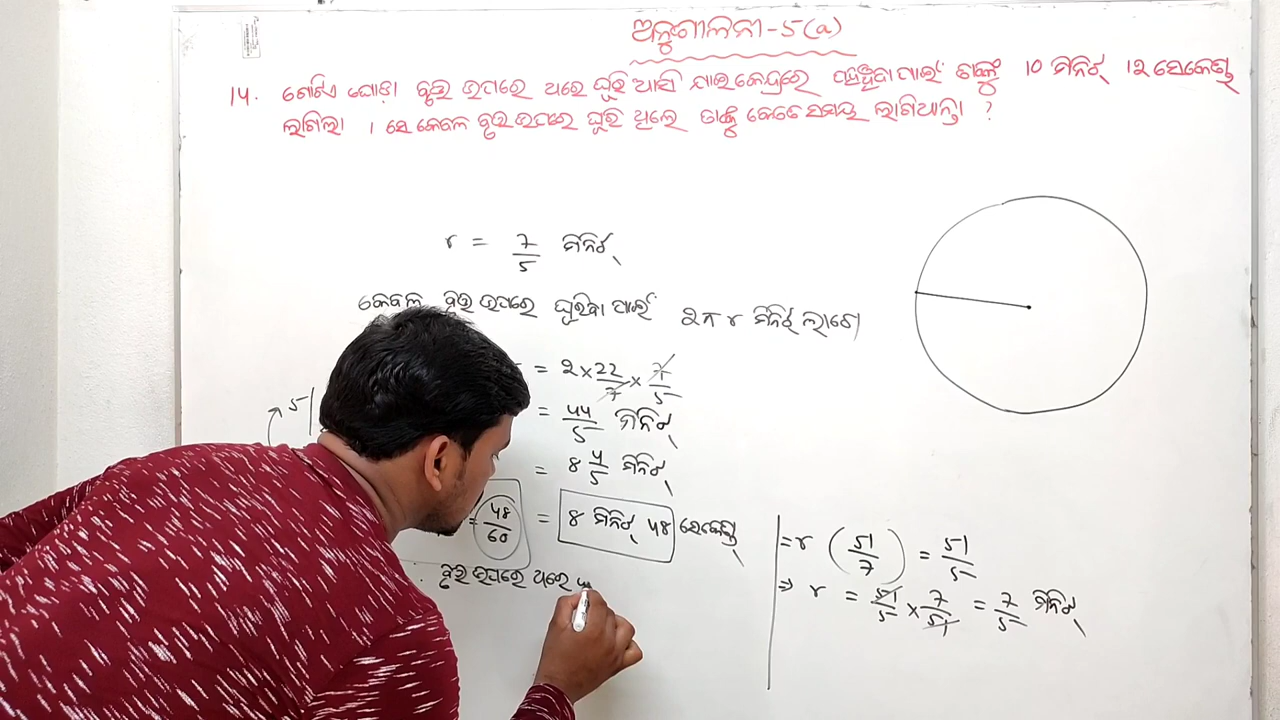 ଅନୁଶୀଳନୀ - ୫(a)
14. ଗୋଟିଏ ଘୋଡ଼ା ବୃତ୍ତ ଉପରେ ଥରେ ଘୂରି ଆସି ଯାଇ କେନ୍ଦ୍ରରେ ପହଞ୍ଚିବା ପାଇଁ ତାକୁ 10 ମିନିଟ୍ 12 ସେକେଣ୍ଡ
ଲାଗିଲା । ସେ କେବଳ ବୃତ୍ତ ଉପରେ ଘୂରି ଥିଲେ ତାକୁ କେତେ ସମୟ ଲାଗିଥାନ୍ତା ?
r = 7/5 ମିନିଟ୍
କେବଳ ବୃତ୍ତ ଉପରେ ଘୂରିବା ପାଇଁ 2πr ମିନିଟ୍ ଲାଗେ
= 2 × 22/7 × 7/5
= 44/5 ମିନିଟ୍
= 8 4/5 ମିନିଟ୍
= 48/60 = 8 ମିନିଟ୍ 48 ସେକେଣ୍ଡ
ବୃତ୍ତ ଉପରେ ଥରେ
= r (51/7) = 51/5
⇒ r = 51/5 × 7/51 = 7/5 ମିନିଟ୍